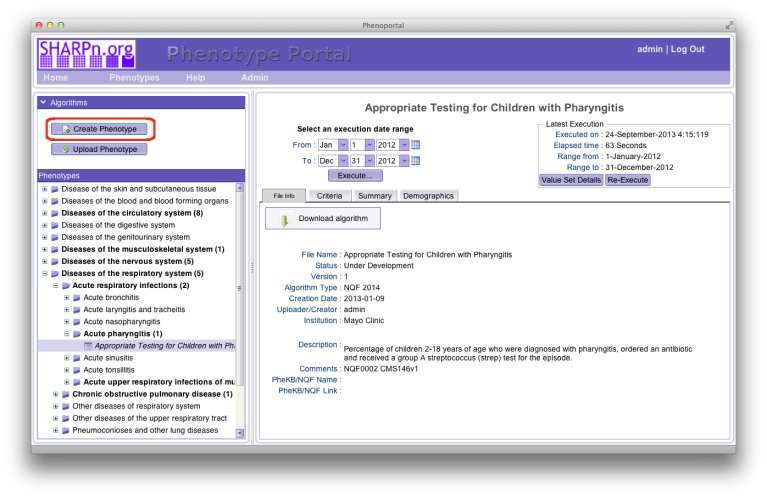 Phenoportal
SHARPn.org
Phenotype Portal
admin | Log Out
Home Phenotypes Help Admin
Algorithms
Create Phenotype
Upload Phenotype
Phenotypes
Disease of the skin and subcutaneous tissue
Diseases of the blood and blood forming organs
Diseases of the circulatory system (8)
Diseases of the digestive system
Diseases of the genitourinary system
Diseases of the musculoskeletal system (1)
Diseases of the nervous system (5)
Diseases of the respiratory system (5)
Acute respiratory infections (2)
Acute bronchitis
Acute laryngitis and tracheitis
Acute nasopharyngitis
Acute pharyngitis (1)
Appropriate Testing for Children with Pha
Acute sinusitis
Acute tonsillitis
Acute upper respiratory infections of mu
Chronic obstructive pulmonary disease (1)
Other diseases of respiratory system
Other diseases of the upper respiratory tract
Pneumoconioses and other lung diseases
Appropriate Testing for Children with Pharyngitis
Select an execution date range
From : Jan 1 2012
To : Dec 31 2012
Execute...
Latest Execution
Executed on : 24-September-2013 4:15:119
Elapsed time : 63 Seconds
Range from : 1-January-2012
Range to : 31-December-2012
Value Set Details Re-Execute
File Info Criteria Summary Demographics
Download algorithm
File Name : Appropriate Testing for Children with Pharyngitis
Status : Under Development
Version : 1
Algorithm Type : NQF 2014
Creation Date : 2013-01-09
Uploader/Creator : admin
Institution : Mayo Clinic
Description : Percentage of children 2-18 years of age who were diagnosed with pharyngitis, ordered an antibiotic
and received a group A streptococcus (strep) test for the episode.
Comments : NQF0002 CMS146v1
PheKB/NQF Name :
PheKB/NQF Link :